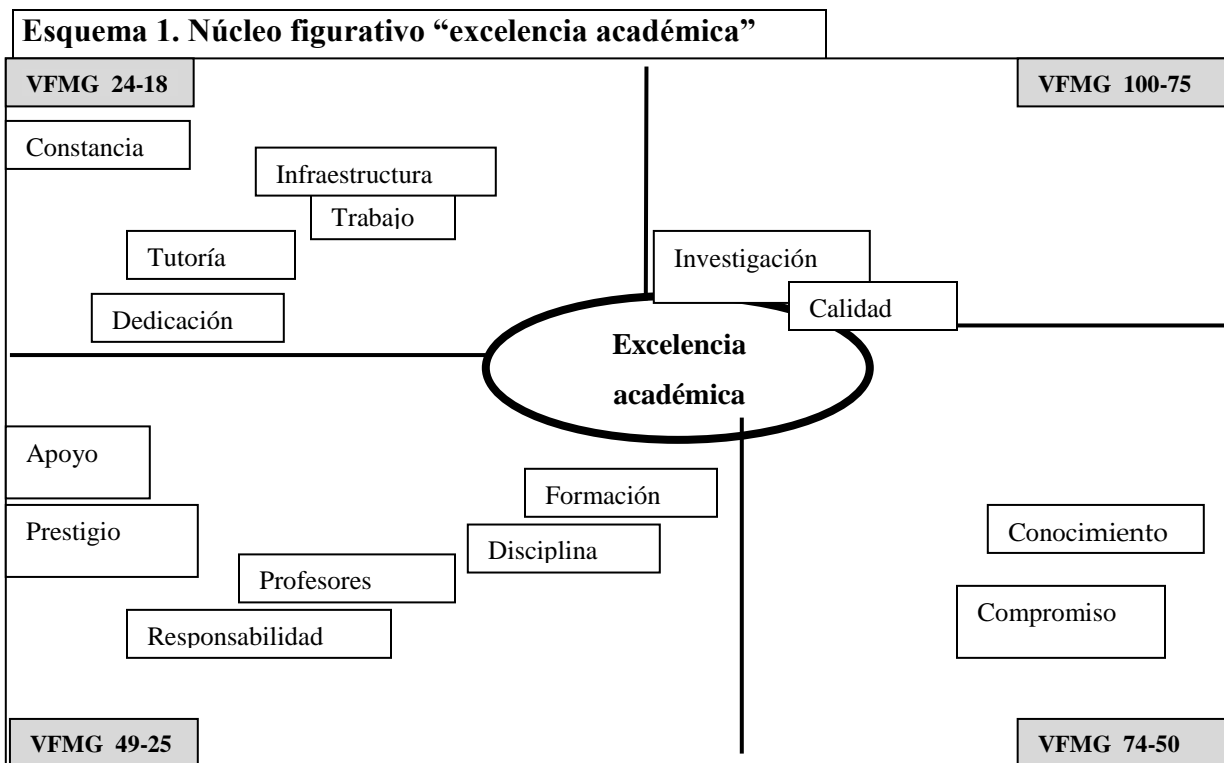 Esquema 1. Núcleo figurativo “excelencia académica”
VFMG 24-18
VFMG 100-75
Constancia
Infraestructura
Trabajo
Tutoría
Dedicación
Investigación
Calidad
Excelencia
académica
Apoyo
Prestigio
Formación
Disciplina
Profesores
Responsabilidad
Conocimiento
Compromiso
VFMG 49-25
VFMG 74-50